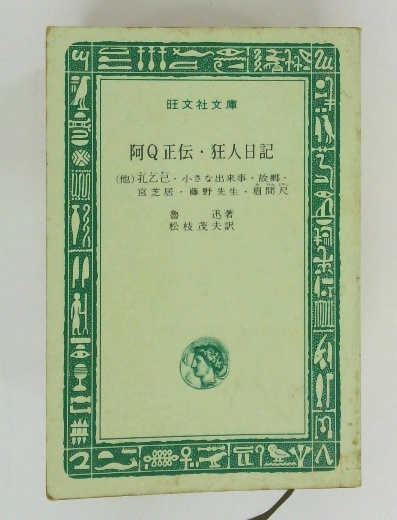 旺文社文庫
阿Q正伝・狂人日記
(他)孔乙己・小さな出来事・故郷・
宮芝居・藤野先生・眉間尺
魯 迅著
松枝茂夫訳